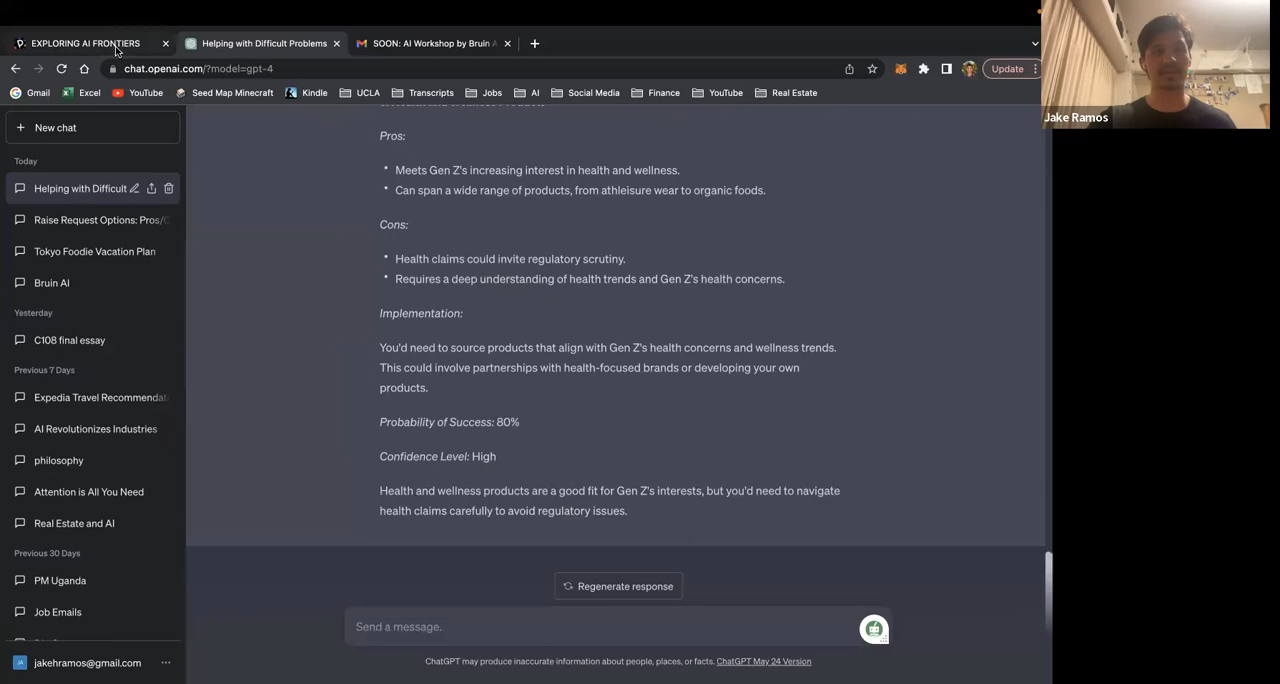 EXPLORING AI FRONTIERS
Helping with Difficult Problems
SOON: AI Workshop by Bruin A
chat.openai.com/?model=gpt-4
Update
Gmail
Excel
YouTube
Seed Map Minecraft
Kindle
UCLA
Transcripts
Jobs
AI
Social Media
Finance
YouTube
Real Estate
Jake Ramos
New chat
Today
Helping with Difficult
Raise Request Options: Pros/C
Tokyo Foodie Vacation Plan
Bruin AI
Yesterday
C108 final essay
Previous 7 Days
Expedia Travel Recommendat
AI Revolutionizes Industries
philosophy
Attention is All You Need
Real Estate and AI
Previous 30 Days
PM Uganda
Job Emails
JA
jakehramos@gmail.com
Pros:
Meets Gen Z's increasing interest in health and wellness.
Can span a wide range of products, from athleisure wear to organic foods.
Cons:
Health claims could invite regulatory scrutiny.
Requires a deep understanding of health trends and Gen Z's health concerns.
Implementation:
You'd need to source products that align with Gen Z's health concerns and wellness trends.
This could involve partnerships with health-focused brands or developing your own
products.
Probability of Success: 80%
Confidence Level: High
Health and wellness products are a good fit for Gen Z's interests, but you'd need to navigate
health claims carefully to avoid regulatory issues.
Regenerate response
Send a message.
ChatGPT may produce inaccurate information about people, places, or facts. ChatGPT May 24 Version